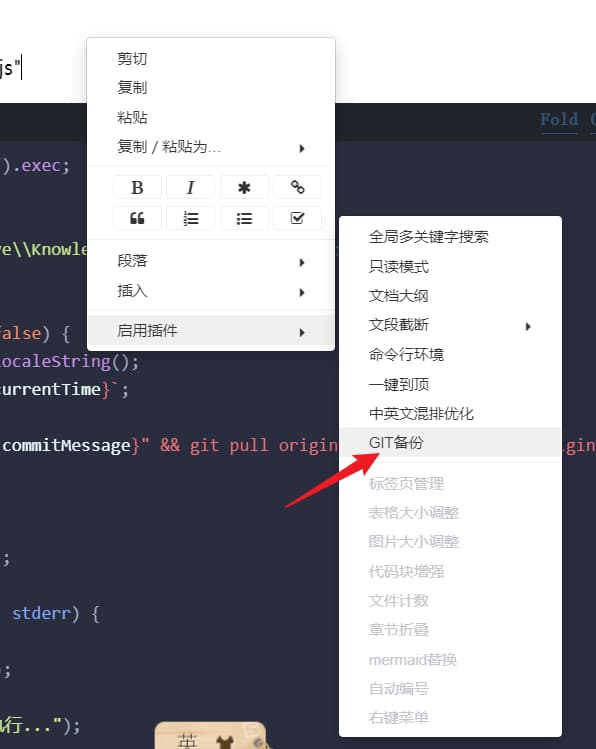 js"
剪切
复制
粘贴
复制 / 粘贴为…
B I
段落
插入
启用插件
全局多关键字搜索
只读模式
文档大纲
文段截断
命令行环境
一键到顶
中英文混排优化
GIT备份
标签页管理
表格大小调整
图片大小调整
代码块增强
文件计数
章节折叠
mermaid替换
自动编号
右键菜单
Fold
).exec;
ve\\Knowle
false) {
ocaleString();
currentTime}`;
commitMessage}" && git pull origin
gin
;
stderr) {
);
行...");
英